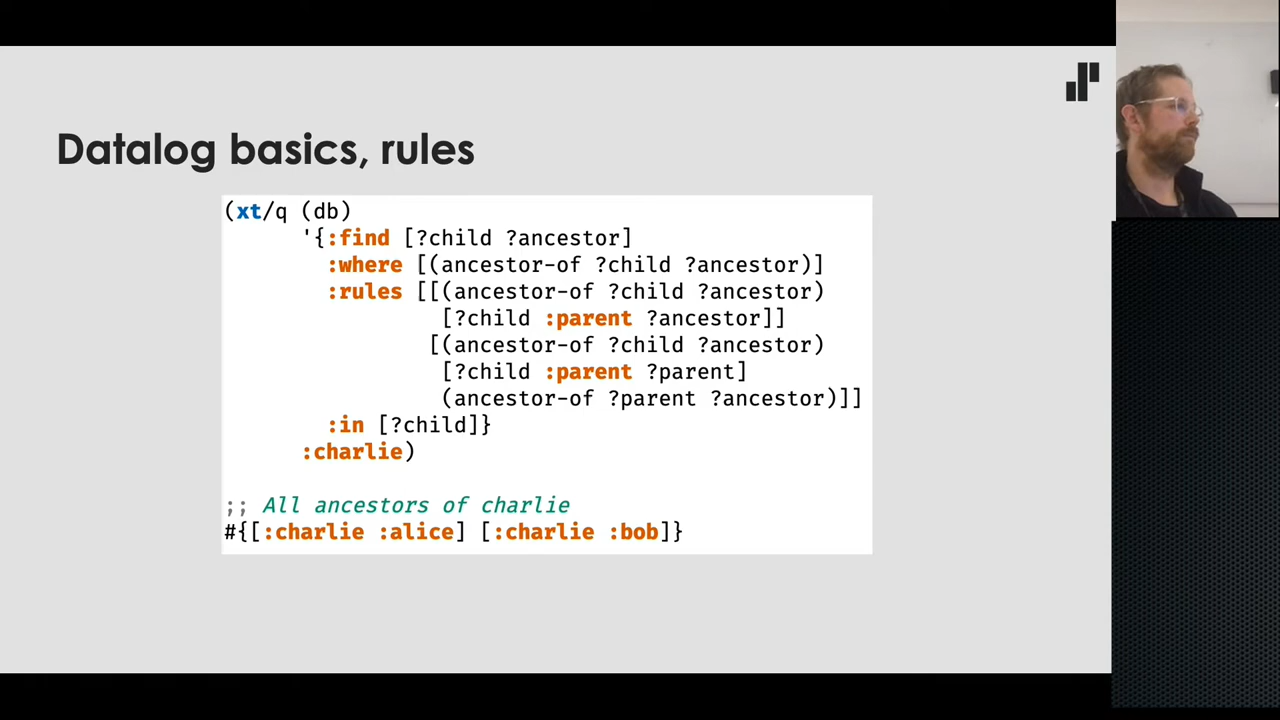 Datalog basics, rules
(xt/q (db)
'{:find [?child ?ancestor]
:where [(ancestor-of ?child ?ancestor)]
:rules [[(ancestor-of ?child ?ancestor)
[?child :parent ?ancestor]]
[(ancestor-of ?child ?ancestor)
[?child :parent ?parent]
(ancestor-of ?parent ?ancestor)]]
:in [?child]}
:charlie)
;; All ancestors of charlie
#{[:charlie :alice] [:charlie :bob]}